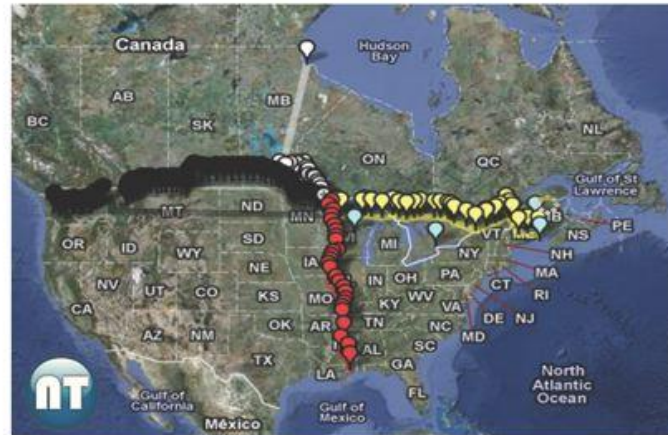 Canada
Hudson
Bay
AB
MB
BC
SK
NL
ON
QC
Gulf of St
Lawrence
MT
ND
MN
PE
OR
ID
SD
MI
VT
NS
WY
NY
NH
NE
IA
MA
NV
UT
CO
IN
OH
PA
CT
RI
CA
KS
MO
KY
WV
VA
DE
NJ
OK
AR
TN
NC
MD
AZ
NM
SC
TX
AL
GA
LA
FL
North
Atlantic
Ocean
NT
Gulf of
California
Gulf of
Mexico
México